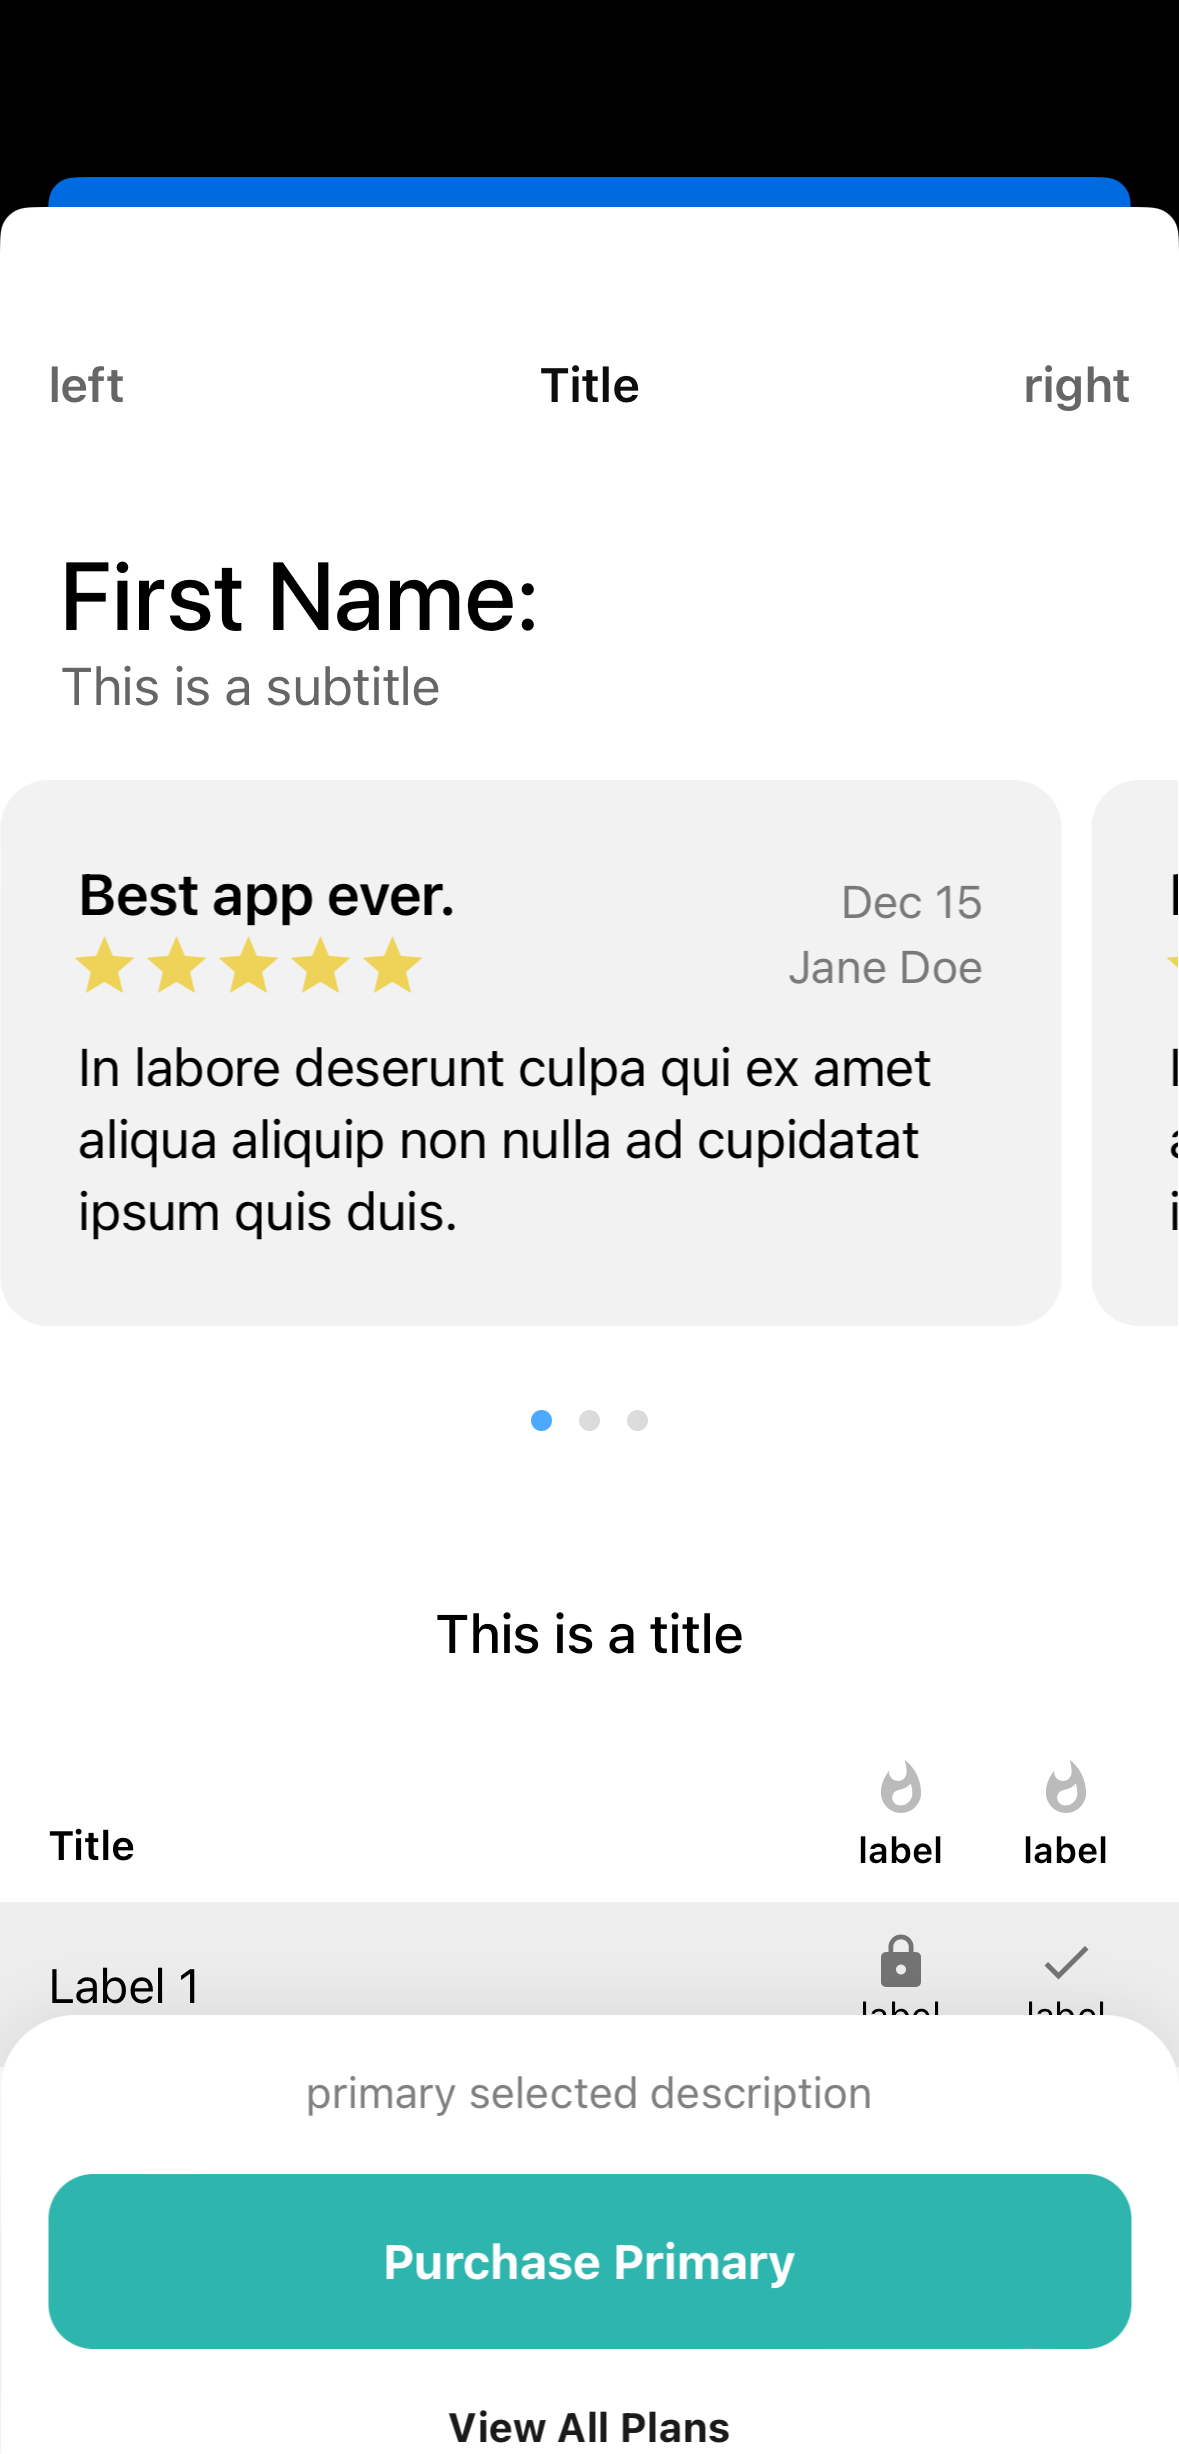 left Title right
First Name:
This is a subtitle
Best app ever. Dec 15
Jane Doe
In labore deserunt culpa qui ex amet
aliqua aliquip non nulla ad cupidatat
ipsum quis duis.
This is a title
Title label label
Label 1
label label
primary selected description
Purchase Primary
View All Plans